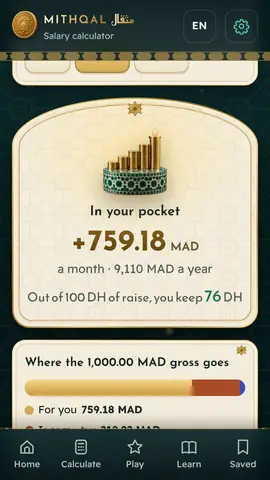 MITHQAL مثقال
Salary calculator
EN
In your pocket
+759.18 MAD
a month · 9,110 MAD a year
Out of 100 DH of raise, you keep 76 DH
Where the 1,000.00 MAD gross goes
For you 759.18 MAD
Home
Calculate
Play
Learn
Saved